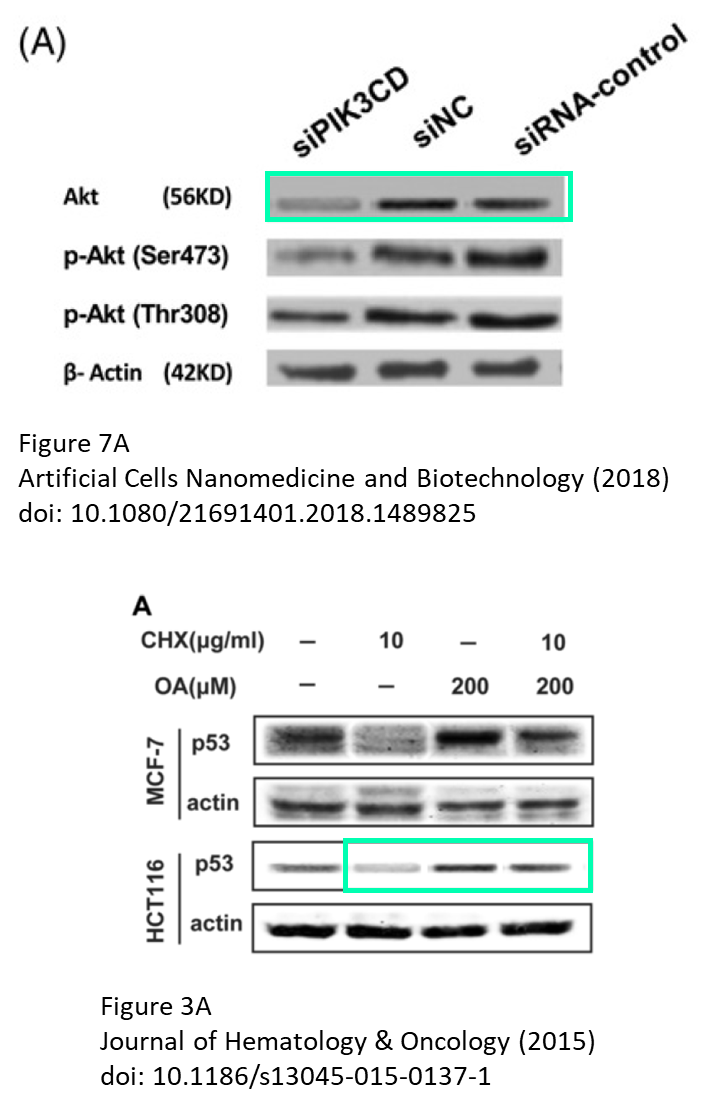 (A)
siPIK3CD siNC siRNA-control
Akt (56KD)
p-Akt (Ser473)
p-Akt (Thr308)
β- Actin (42KD)
Figure 7A
Artificial Cells Nanomedicine and Biotechnology (2018)
doi: 10.1080/21691401.2018.1489825
A
CHX(µg/ml) – 10 – 10
OA(µM) – – 200 200
MCF-7
p53
actin
HCT116
p53
actin
Figure 3A
Journal of Hematology & Oncology (2015)
doi: 10.1186/s13045-015-0137-1